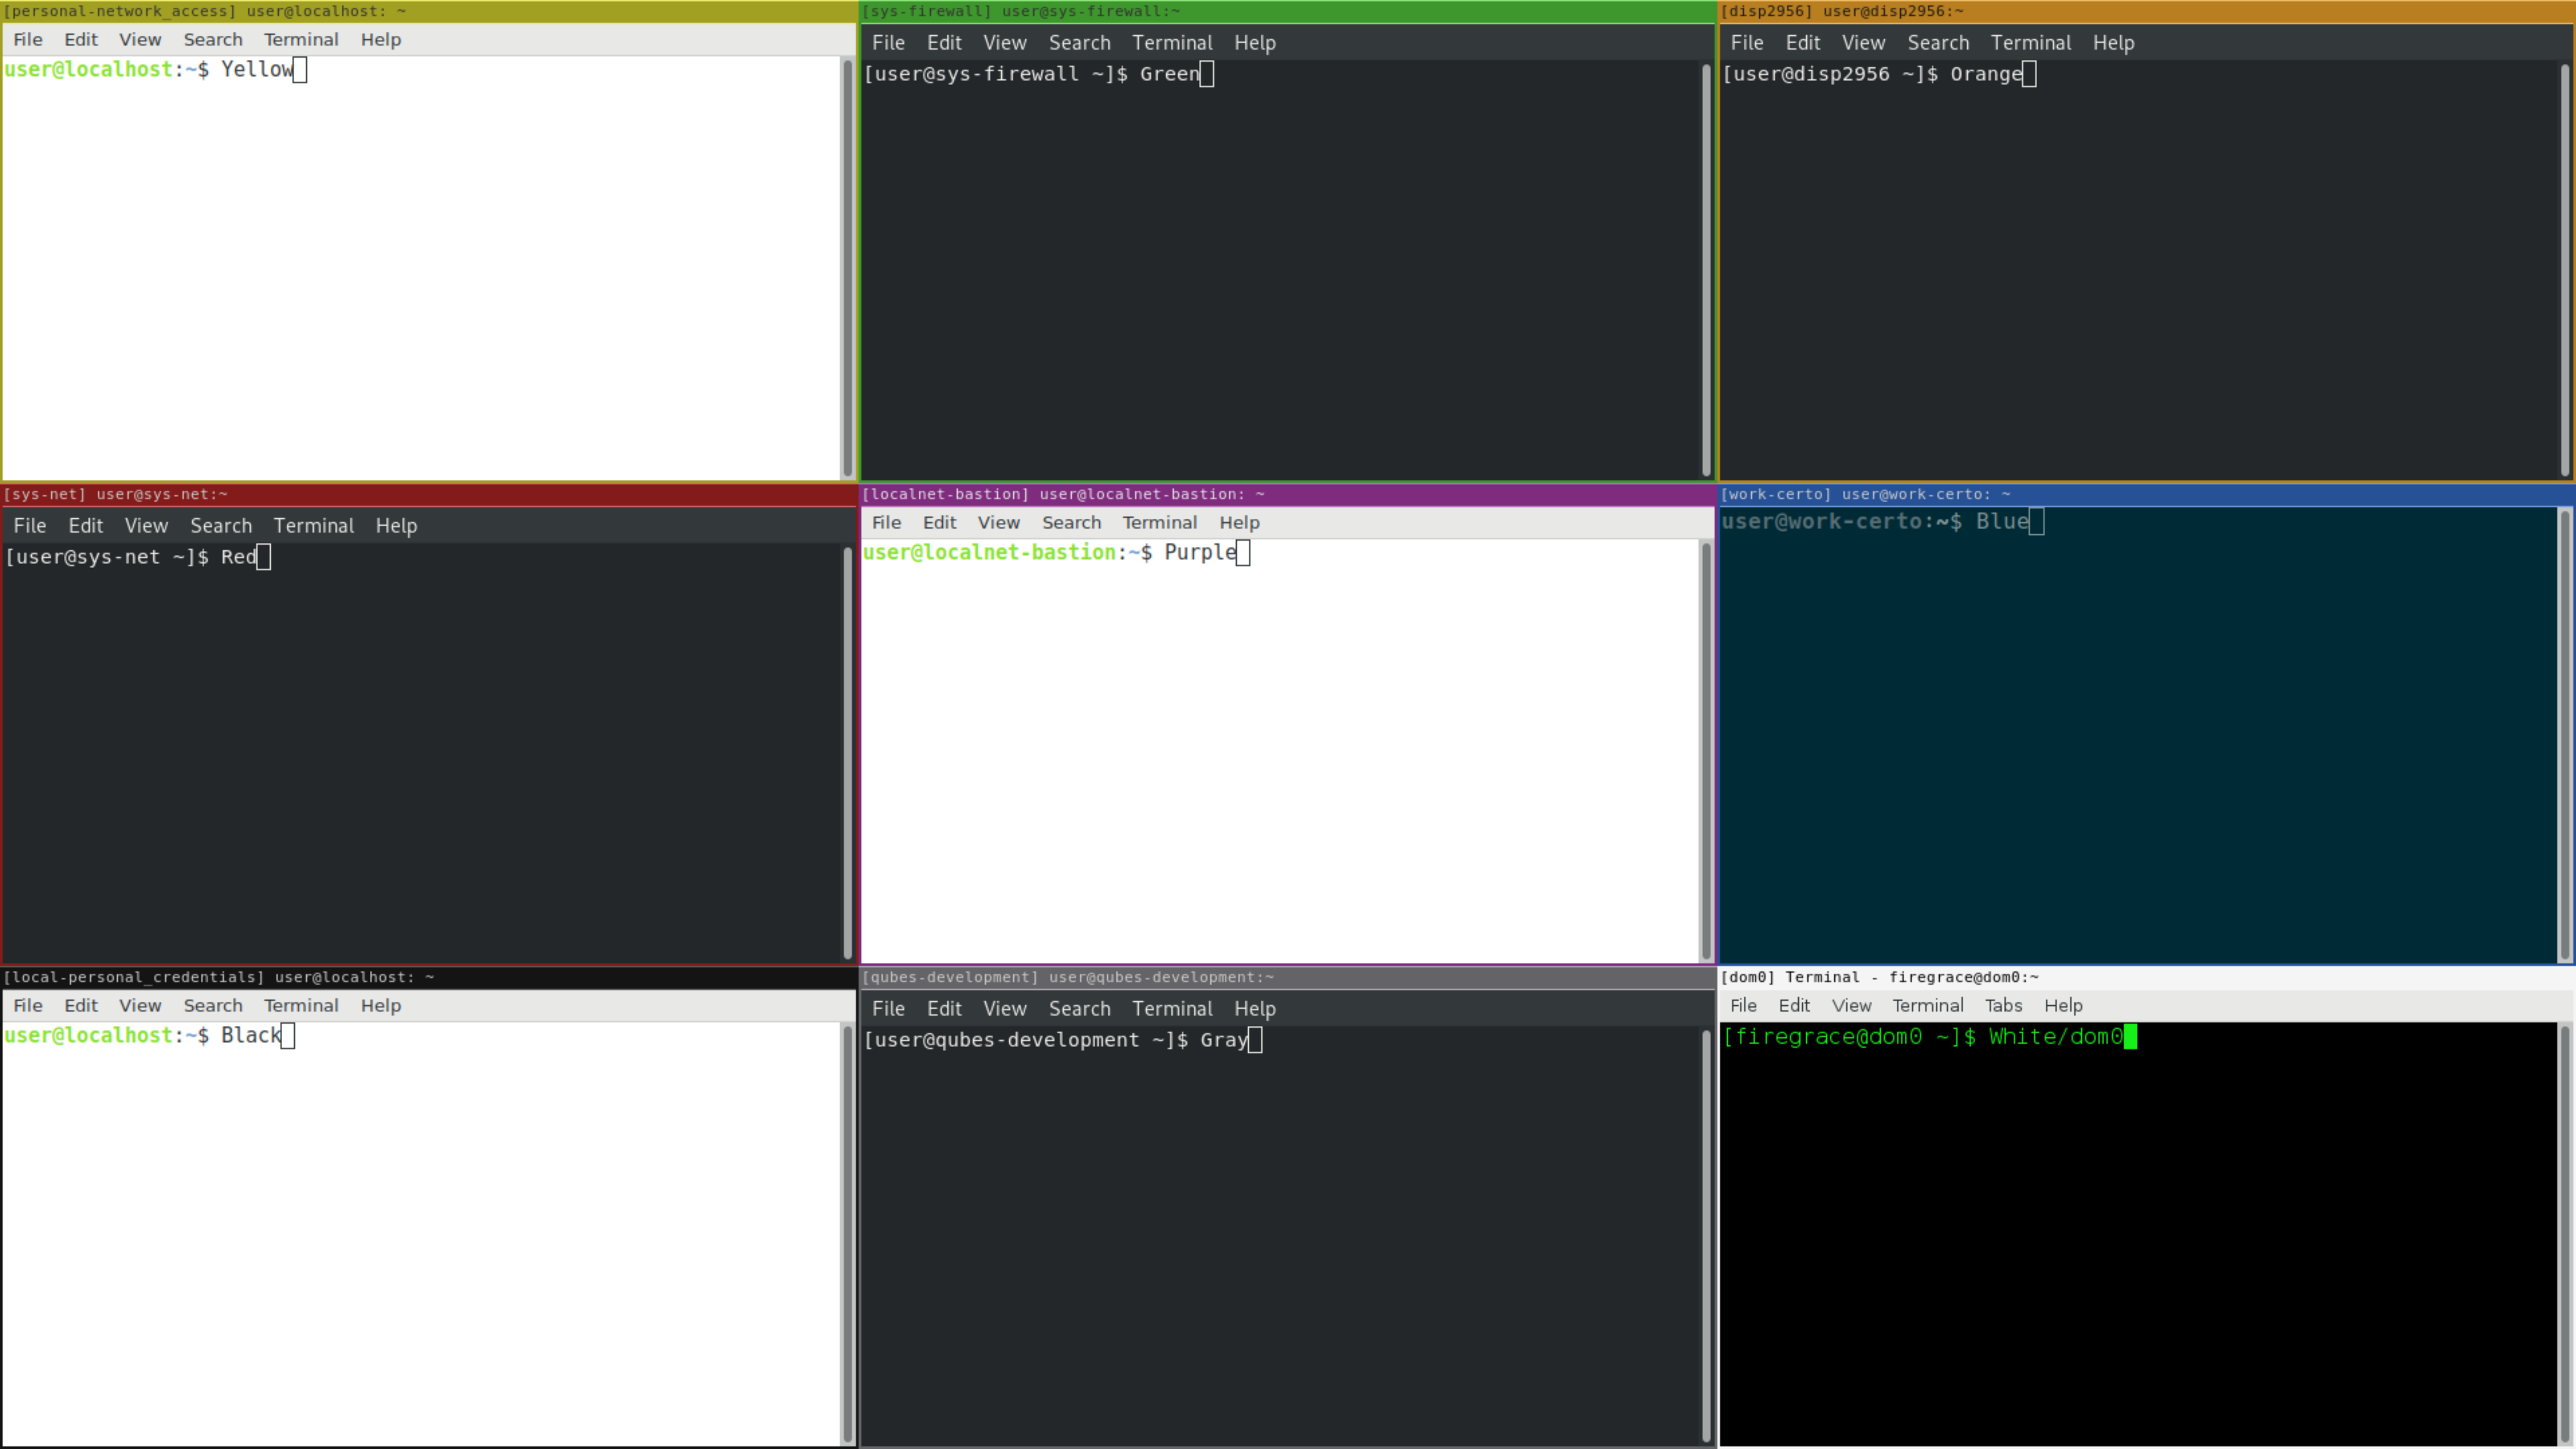 [personal-network_access] user@localhost: ~
File Edit View Search Terminal Help
user@localhost:~$ Yellow
[sys-firewall] user@sys-firewall:~
File Edit View Search Terminal Help
[user@sys-firewall ~]$ Green
[disp2956] user@disp2956:~
File Edit View Search Terminal Help
[user@disp2956 ~]$ Orange
[sys-net] user@sys-net:~
File Edit View Search Terminal Help
[user@sys-net ~]$ Red
[localnet-bastion] user@localnet-bastion: ~
File Edit View Search Terminal Help
user@localnet-bastion:~$ Purple
[work-certo] user@work-certo: ~
user@work-certo:~$ Blue
[local-personal_credentials] user@localhost: ~
File Edit View Search Terminal Help
user@localhost:~$ Black
[qubes-development] user@qubes-development:~
File Edit View Search Terminal Help
[user@qubes-development ~]$ Gray
[dom0] Terminal - firegrace@dom0:~
File Edit View Terminal Tabs Help
[firegrace@dom0 ~]$ White/dom0